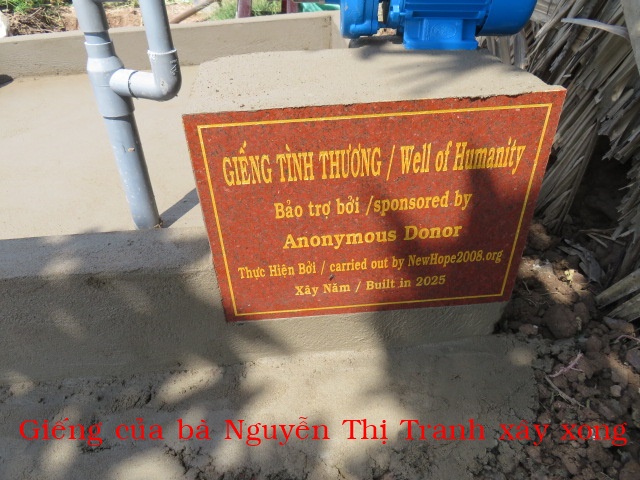 GIẾNG TÌNH THƯƠNG / Well of Humanity
Bảo trợ bởi /sponsored by
Anonymous Donor
Thực Hiện Bởi / carried out by NewHope2008.org
Xây Năm / Built in 2025
Giếng của bả Nguyễn Thị Tranh xây xong